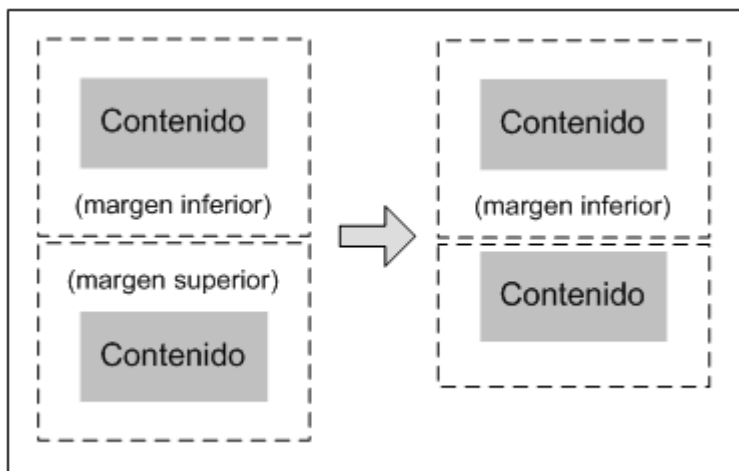 Contenido
(margen inferior)
(margen superior)
Contenido
Contenido
(margen inferior)
Contenido